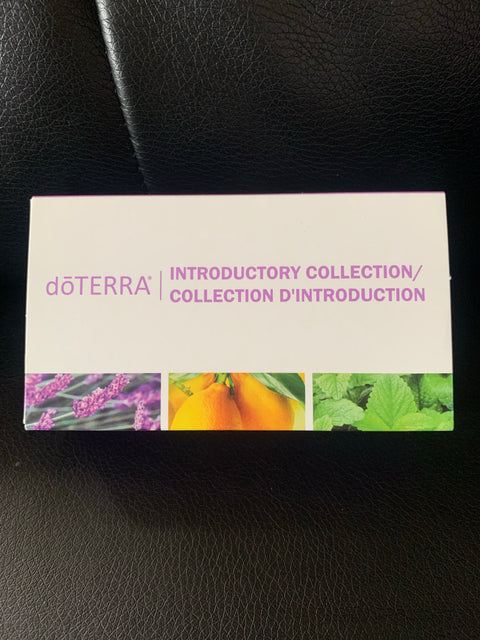 dōTERRA®
INTRODUCTORY COLLECTION/
COLLECTION D'INTRODUCTION